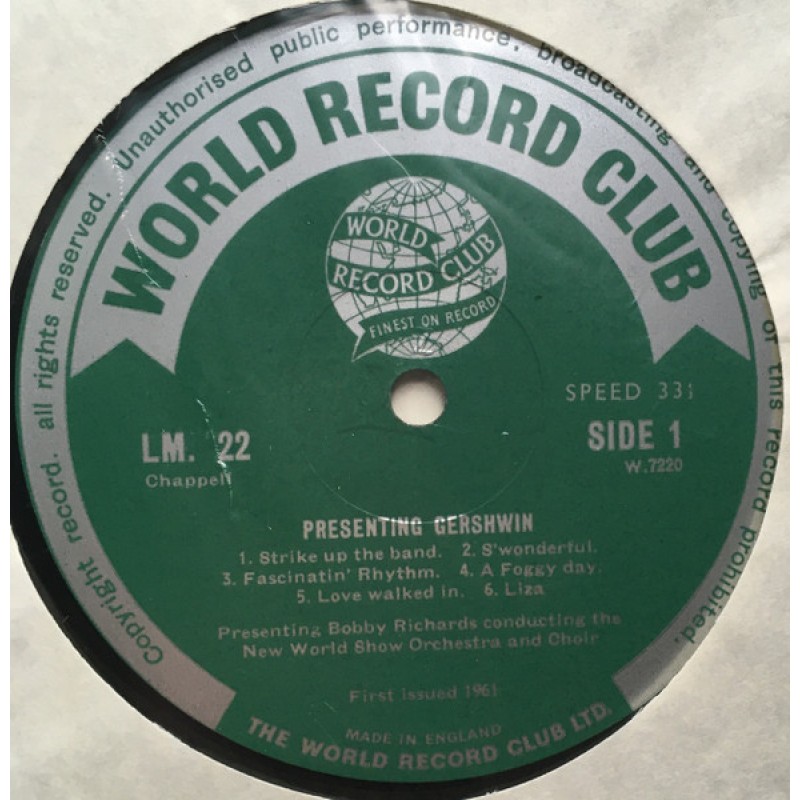 Copyright record. all rights reserved. Unauthorised public performance. broadcasting and copying of this record prohibited.
WORLD RECORD CLUB
WORLD
RECORD CLUB
FINEST ON RECORD
SPEED 33⅓
LM. 22
SIDE 1
Chappell
W.7220
PRESENTING GERSHWIN
1. Strike up the band. 2. S'wonderful.
3. Fascinatin' Rhythm. 4. A Foggy day.
5. Love walked in. 6. Liza
Presenting Bobby Richards conducting the
New World Show Orchestra and Choir
First issued 1961
MADE IN ENGLAND
THE WORLD RECORD CLUB LTD.